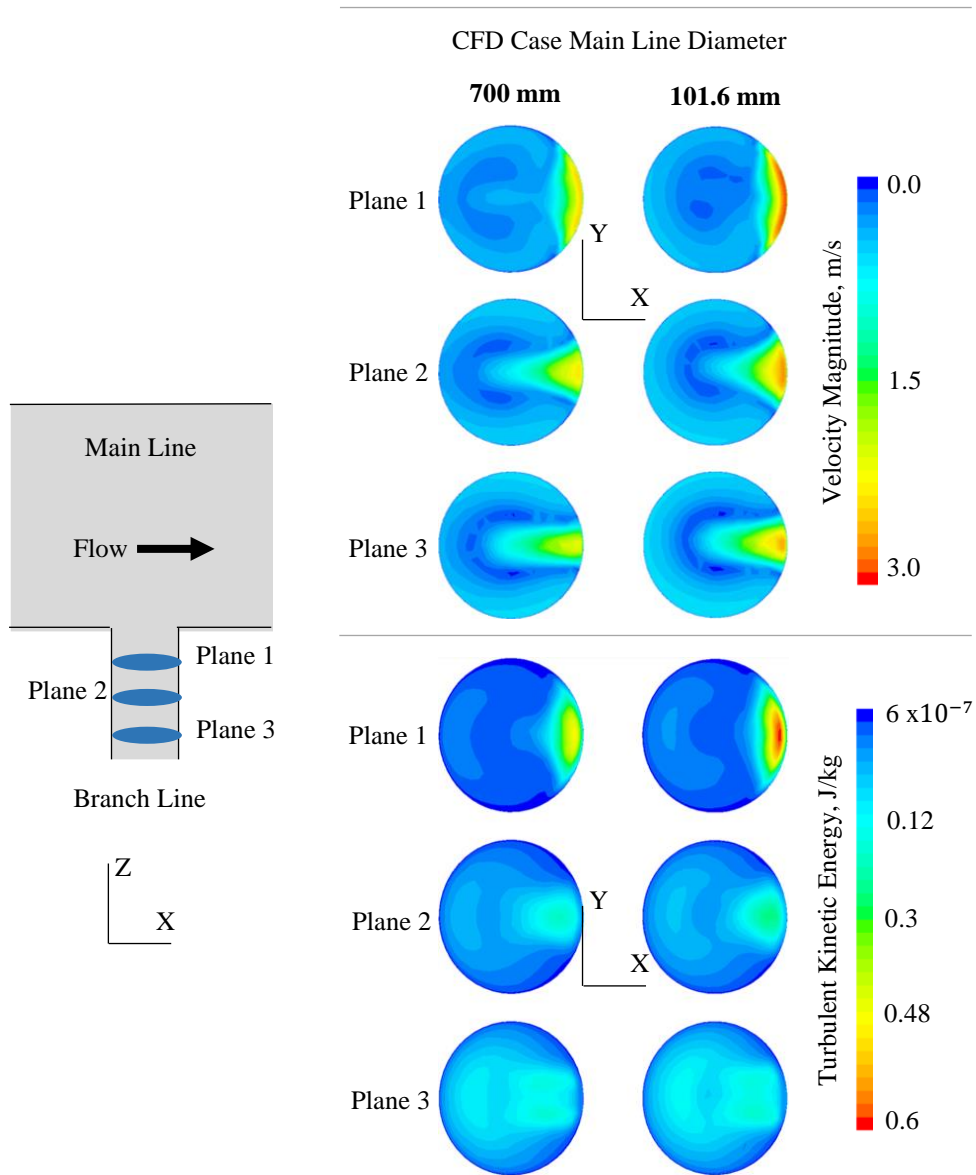 CFD Case Main Line Diameter
700 mm
101.6 mm
Plane 1
Y
X
Plane 2
Plane 3
0.0
1.5
3.0
Velocity Magnitude, m/s
Main Line
Flow
Plane 1
Plane 2
Plane 3
Branch Line
Z
X
Plane 1
Plane 2
Y
X
Plane 3
6 x10⁻⁷
0.12
0.3
0.48
0.6
Turbulent Kinetic Energy, J/kg